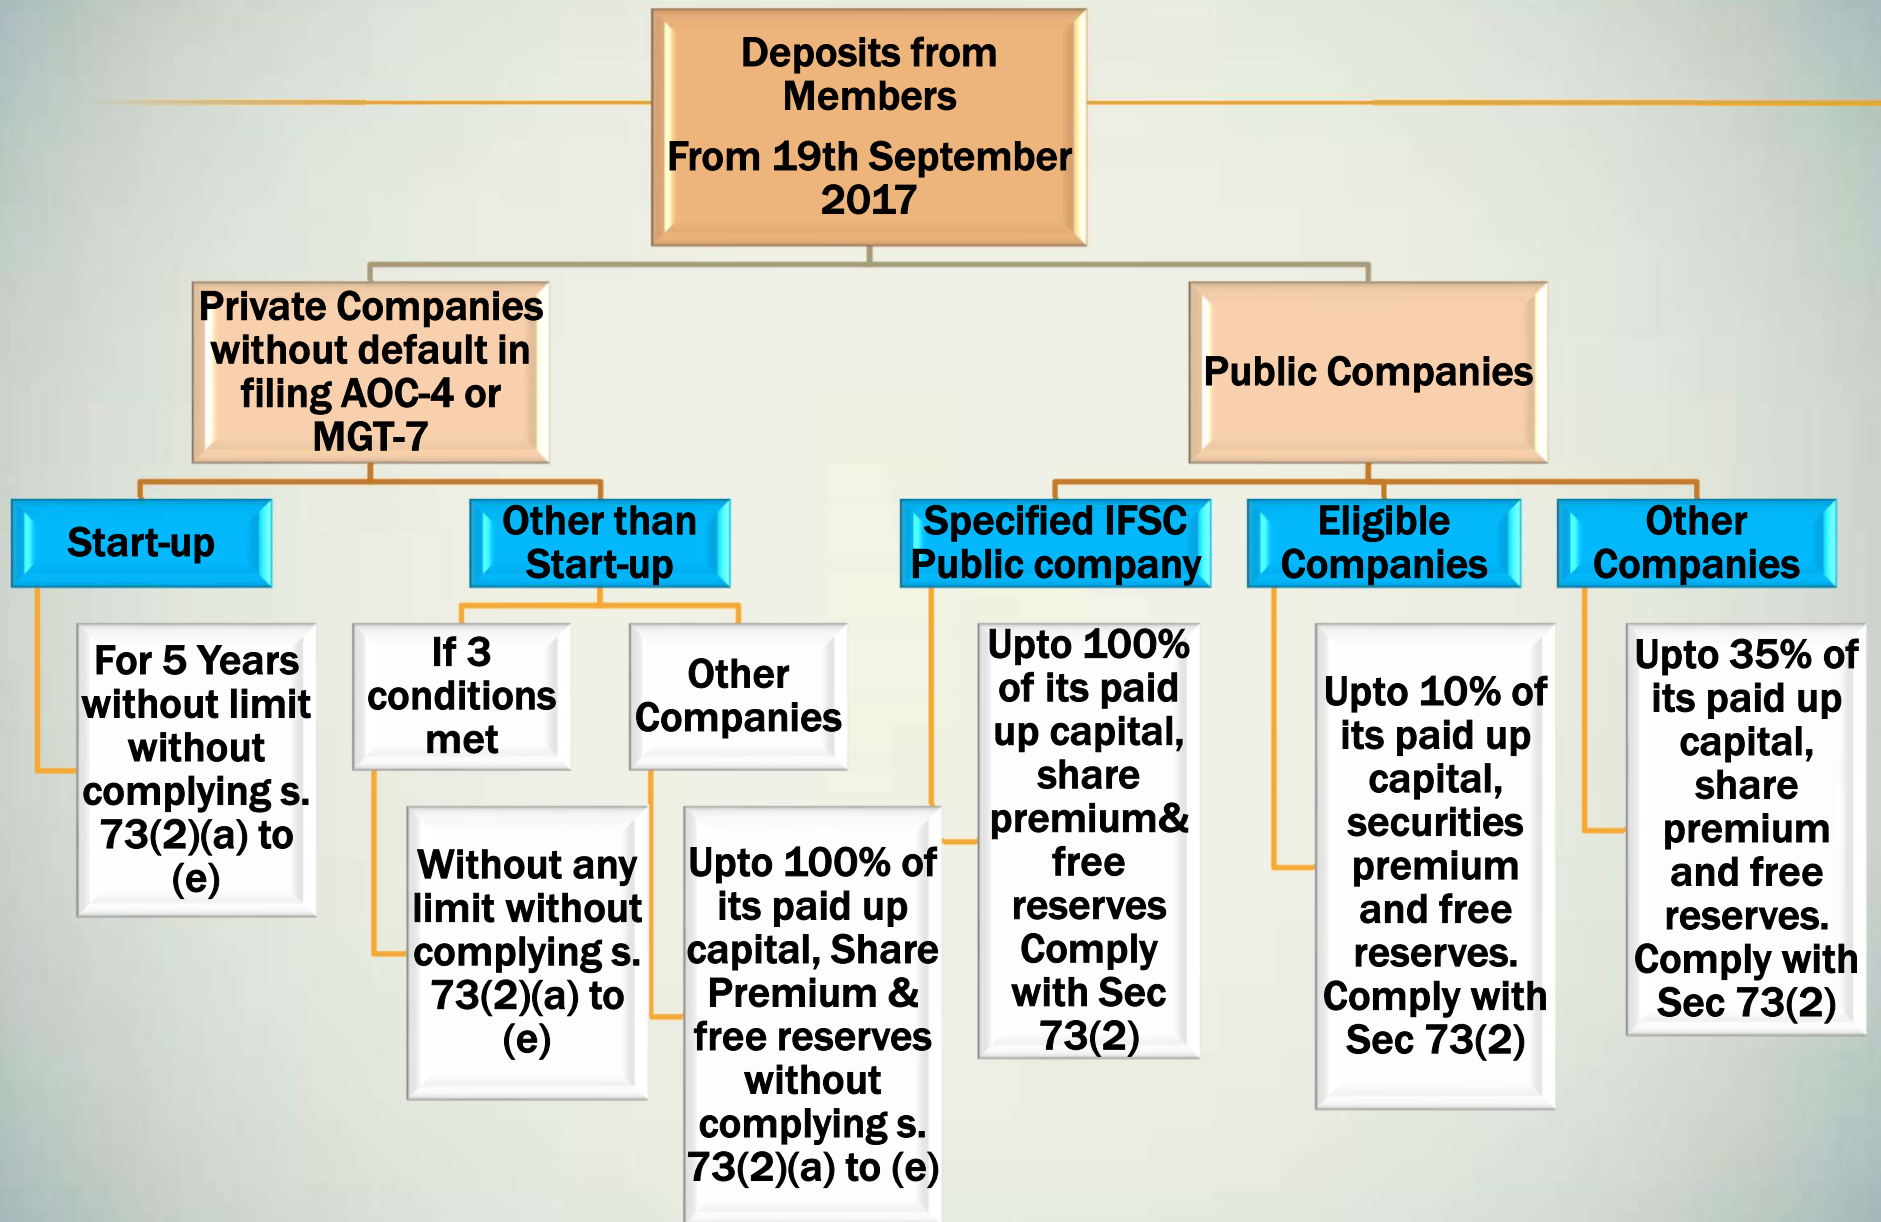 Deposits from
Members
From 19th September
2017
Private Companies
without default in
filing AOC-4 or
MGT-7
Public Companies
Start-up
Other than
Start-up
Specified IFSC
Public company
Eligible
Companies
Other
Companies
For 5 Years
without limit
without
complying s.
73(2)(a) to
(e)
If 3
conditions
met
Other
Companies
Without any
limit without
complying s.
73(2)(a) to
(e)
Upto 100% of
its paid up
capital, Share
Premium &
free reserves
without
complying s.
73(2)(a) to (e)
Upto 100%
of its paid
up capital,
share
premium&
free
reserves
Comply
with Sec
73(2)
Upto 10% of
its paid up
capital,
securities
premium
and free
reserves.
Comply with
Sec 73(2)
Upto 35% of
its paid up
capital,
share
premium
and free
reserves.
Comply with
Sec 73(2)